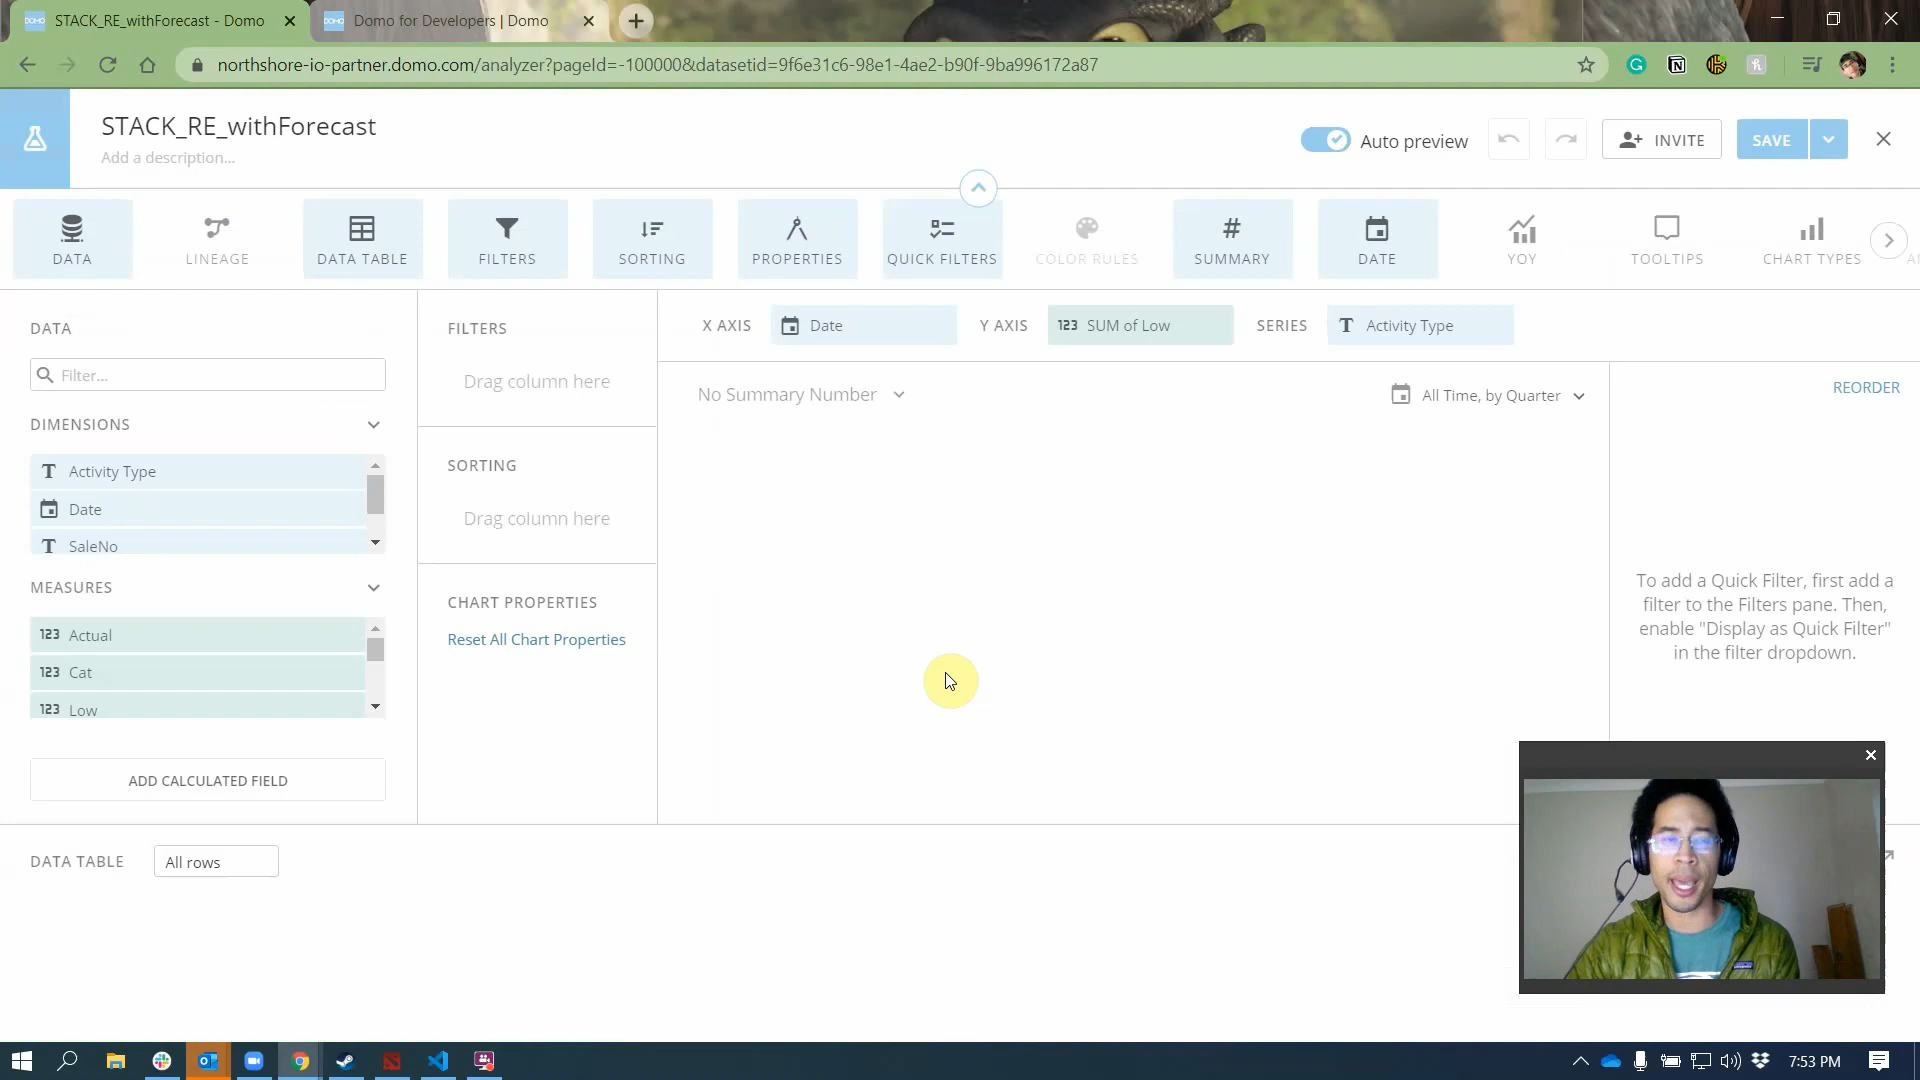 STACK_RE_withForecast - Domo
Domo for Developers | Domo
northshore-io-partner.domo.com/analyzer?pageId=-100000&datasetid=9f6e31c6-98e1-4ae2-b90f-9ba996172a87
STACK_RE_withForecast
Add a description...
Auto preview
INVITE
SAVE
DATA
LINEAGE
DATA TABLE
FILTERS
SORTING
PROPERTIES
QUICK FILTERS
COLOR RULES
SUMMARY
DATE
YOY
TOOLTIPS
CHART TYPES
DATA
Filter...
DIMENSIONS
T Activity Type
Date
T SaleNo
MEASURES
123 Actual
123 Cat
123 Low
ADD CALCULATED FIELD
FILTERS
Drag column here
SORTING
Drag column here
CHART PROPERTIES
Reset All Chart Properties
X AXIS
Date
Y AXIS
123 SUM of Low
SERIES
T Activity Type
No Summary Number
All Time, by Quarter
REORDER
To add a Quick Filter, first add a
filter to the Filters pane. Then,
enable "Display as Quick Filter"
in the filter dropdown.
DATA TABLE
All rows
7:53 PM